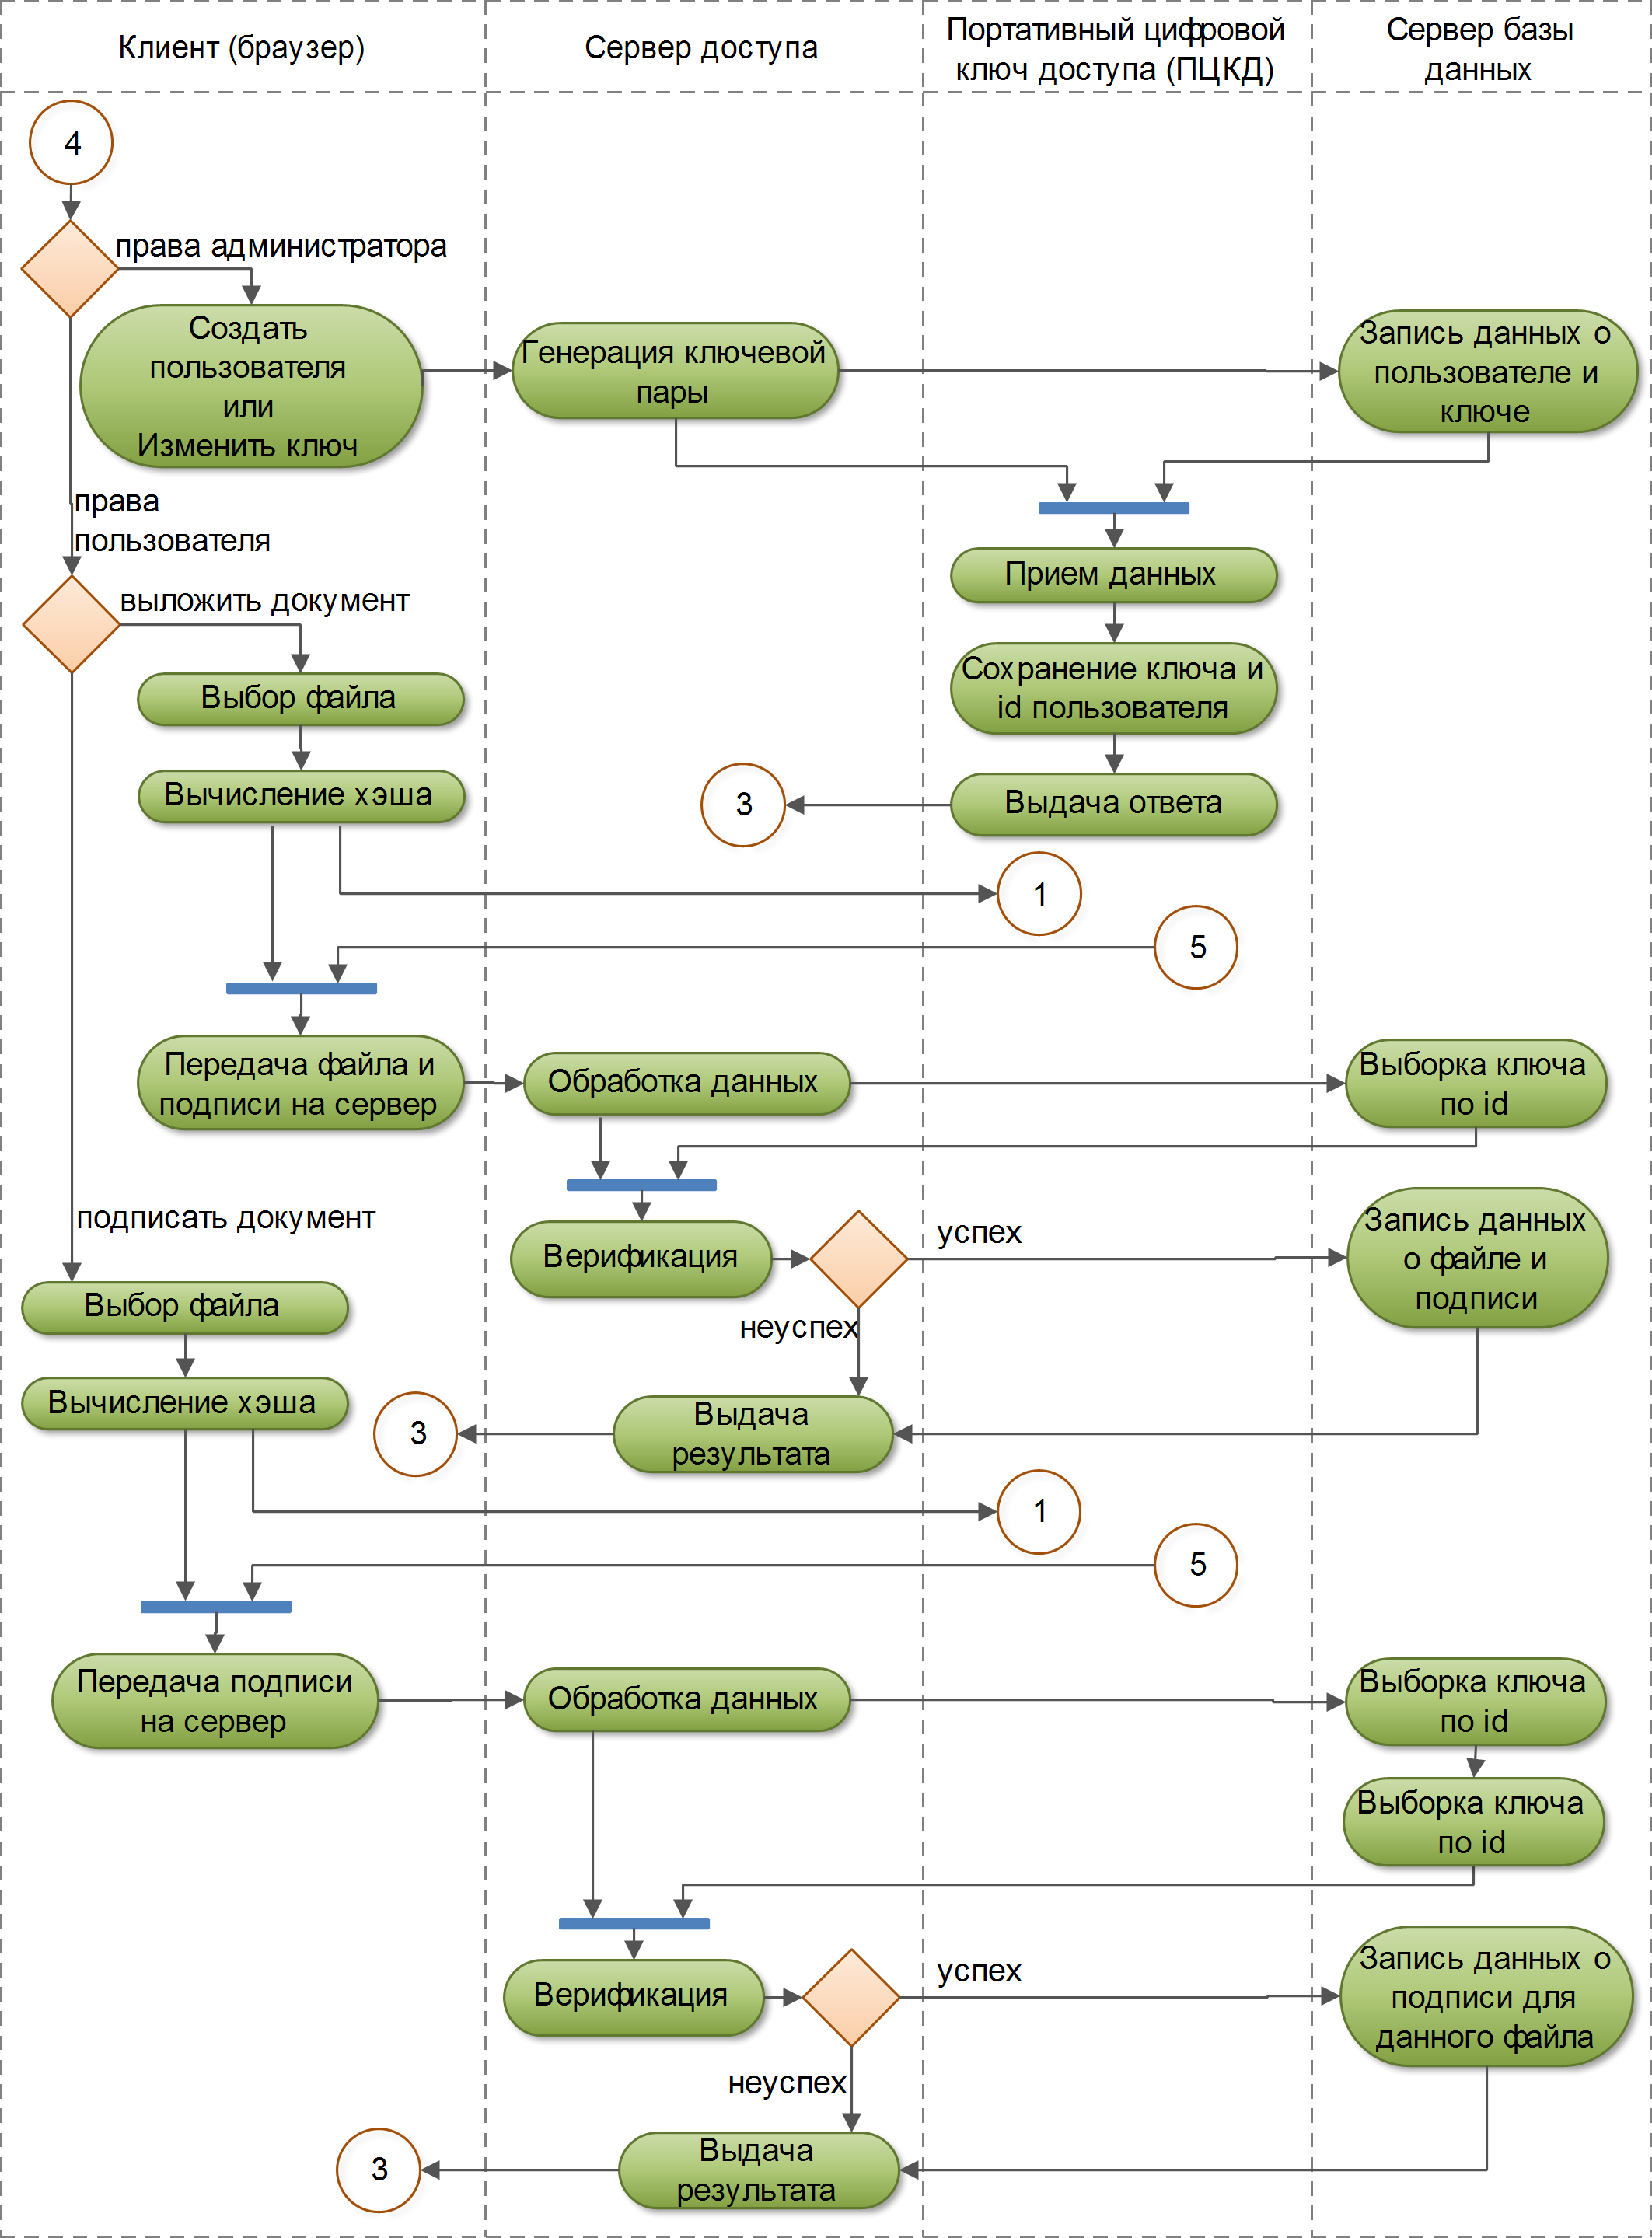 Клиент (браузер)
Сервер доступа
Портативный цифровой
ключ доступа (ПЦКД)
Сервер базы
данных
4
права администратора
Создать
пользователя
или
Изменить ключ
Генерация ключевой
пары
Запись данных о
пользователе и
ключе
права
пользователя
Прием данных
выложить документ
Сохранение ключа и
id пользователя
Выбор файла
Вычисление хэша
3
Выдача ответа
1
5
Передача файла и
подписи на сервер
Обработка данных
Выборка ключа
по id
подписать документ
Верификация
успех
Запись данных
о файле и
подписи
неуспех
Выбор файла
Вычисление хэша
3
Выдача
результата
1
5
Передача подписи
на сервер
Обработка данных
Выборка ключа
по id
Выборка ключа
по id
Верификация
успех
Запись данных о
подписи для
данного файла
неуспех
3
Выдача
результата